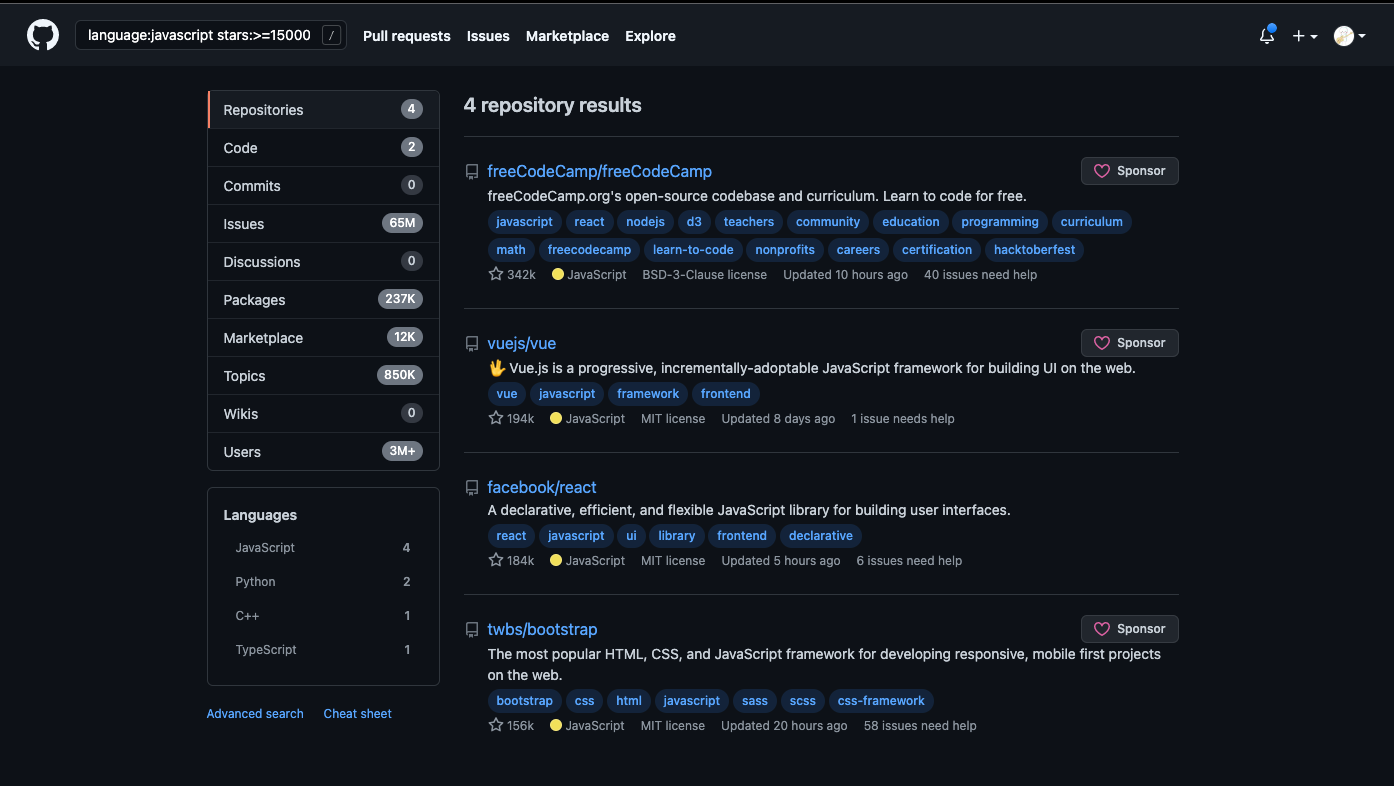 language:javascript stars:>=15000 / Pull requests Issues Marketplace Explore
Repositories 4
Code 2
Commits 0
Issues 65M
Discussions 0
Packages 237K
Marketplace 12K
Topics 850K
Wikis 0
Users 3M+
Languages
JavaScript 4
Python 2
C++ 1
TypeScript 1
Advanced search Cheat sheet
4 repository results
freeCodeCamp/freeCodeCamp Sponsor
freeCodeCamp.org's open-source codebase and curriculum. Learn to code for free.
javascript react nodejs d3 teachers community education programming curriculum
math freecodecamp learn-to-code nonprofits careers certification hacktoberfest
342k JavaScript BSD-3-Clause license Updated 10 hours ago 40 issues need help
vuejs/vue Sponsor
🖖 Vue.js is a progressive, incrementally-adoptable JavaScript framework for building UI on the web.
vue javascript framework frontend
194k JavaScript MIT license Updated 8 days ago 1 issue needs help
facebook/react
A declarative, efficient, and flexible JavaScript library for building user interfaces.
react javascript ui library frontend declarative
184k JavaScript MIT license Updated 5 hours ago 6 issues need help
twbs/bootstrap Sponsor
The most popular HTML, CSS, and JavaScript framework for developing responsive, mobile first projects
on the web.
bootstrap css html javascript sass scss css-framework
156k JavaScript MIT license Updated 20 hours ago 58 issues need help